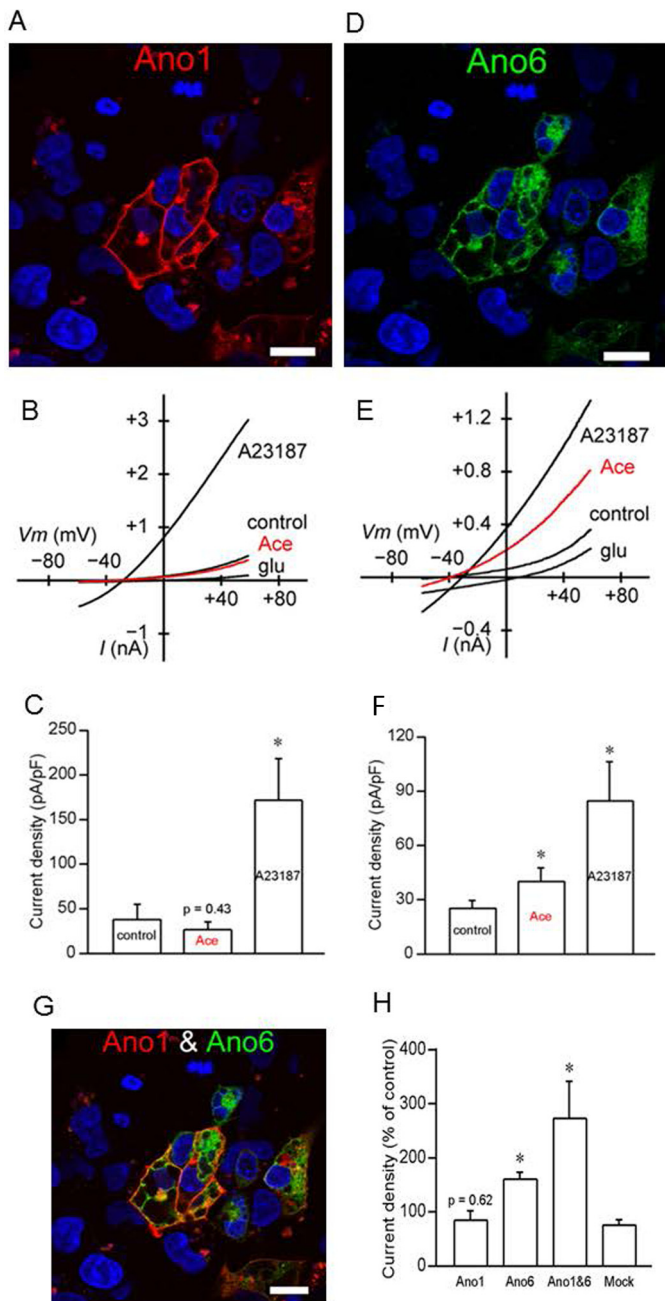 A
Ano1
D
Ano6
B
+3
+2
+1
A23187
control
Ace
glu
Vm (mV)
−80
−40
+40
+80
−1
I (nA)
E
+1.2
+0.8
+0.4
A23187
Ace
control
glu
Vm (mV)
−80
−40
+40
+80
−0.4
I (nA)
C
Current density (pA/pF)
250
200
150
100
50
0
control
p = 0.43
Ace
*
A23187
F
Current density (pA/pF)
120
90
60
30
0
control
*
Ace
*
A23187
G
Ano1 & Ano6
H
Current density (% of control)
400
300
200
100
0
p = 0.62
*
*
Ano1
Ano6
Ano1&6
Mock